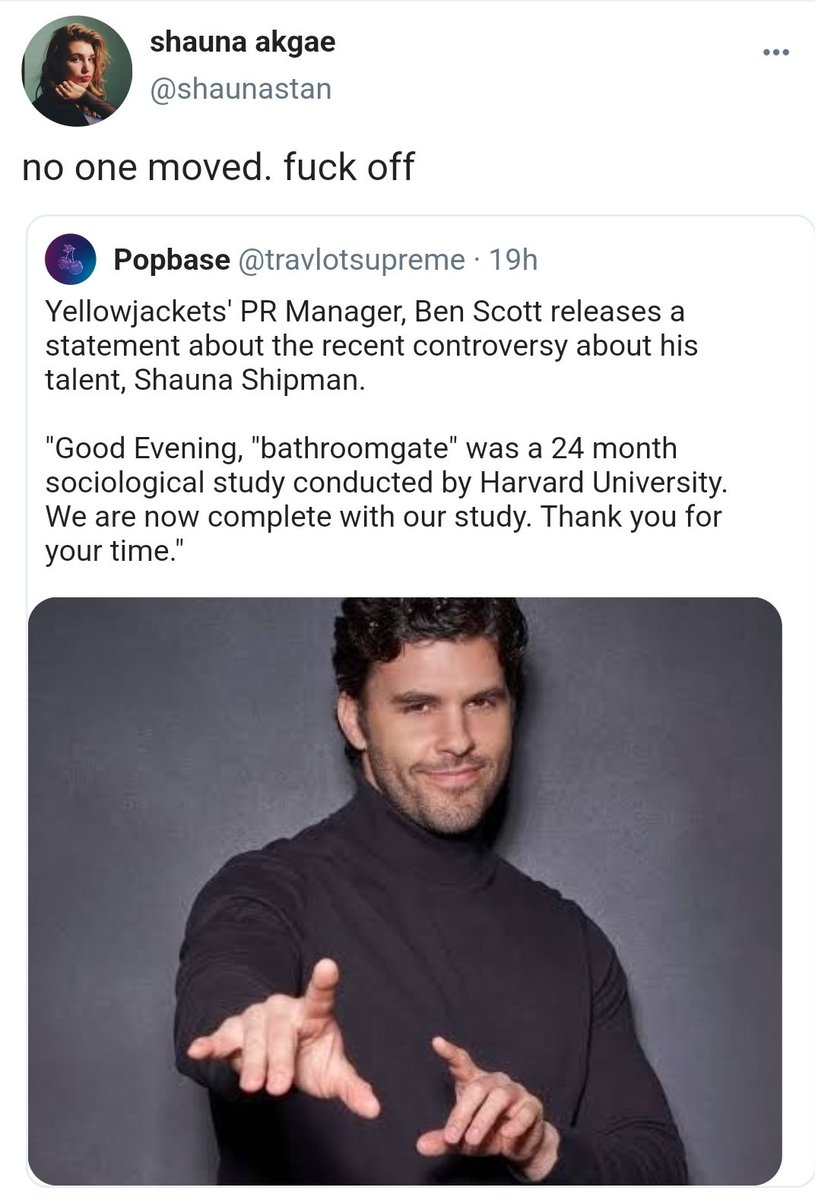 shauna akgae
@shaunastan
no one moved. fuck off
Popbase @travlotsupreme · 19h
Yellowjackets' PR Manager, Ben Scott releases a
statement about the recent controversy about his
talent, Shauna Shipman.
"Good Evening, "bathroomgate" was a 24 month
sociological study conducted by Harvard University.
We are now complete with our study. Thank you for
your time."